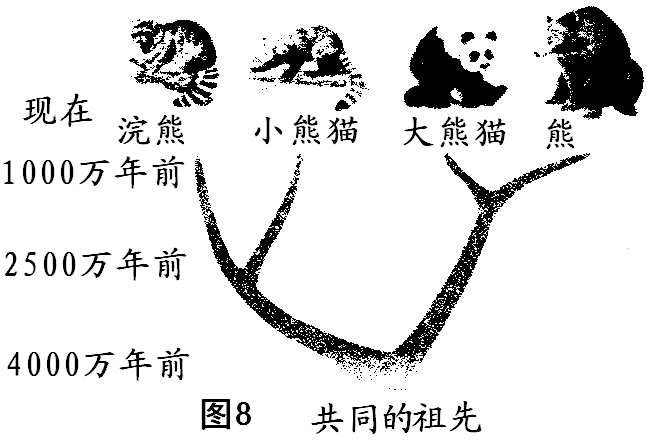 现在
浣熊 小熊猫 大熊猫 熊
1000万年前
2500万年前
4000万年前
图8 共同的祖先